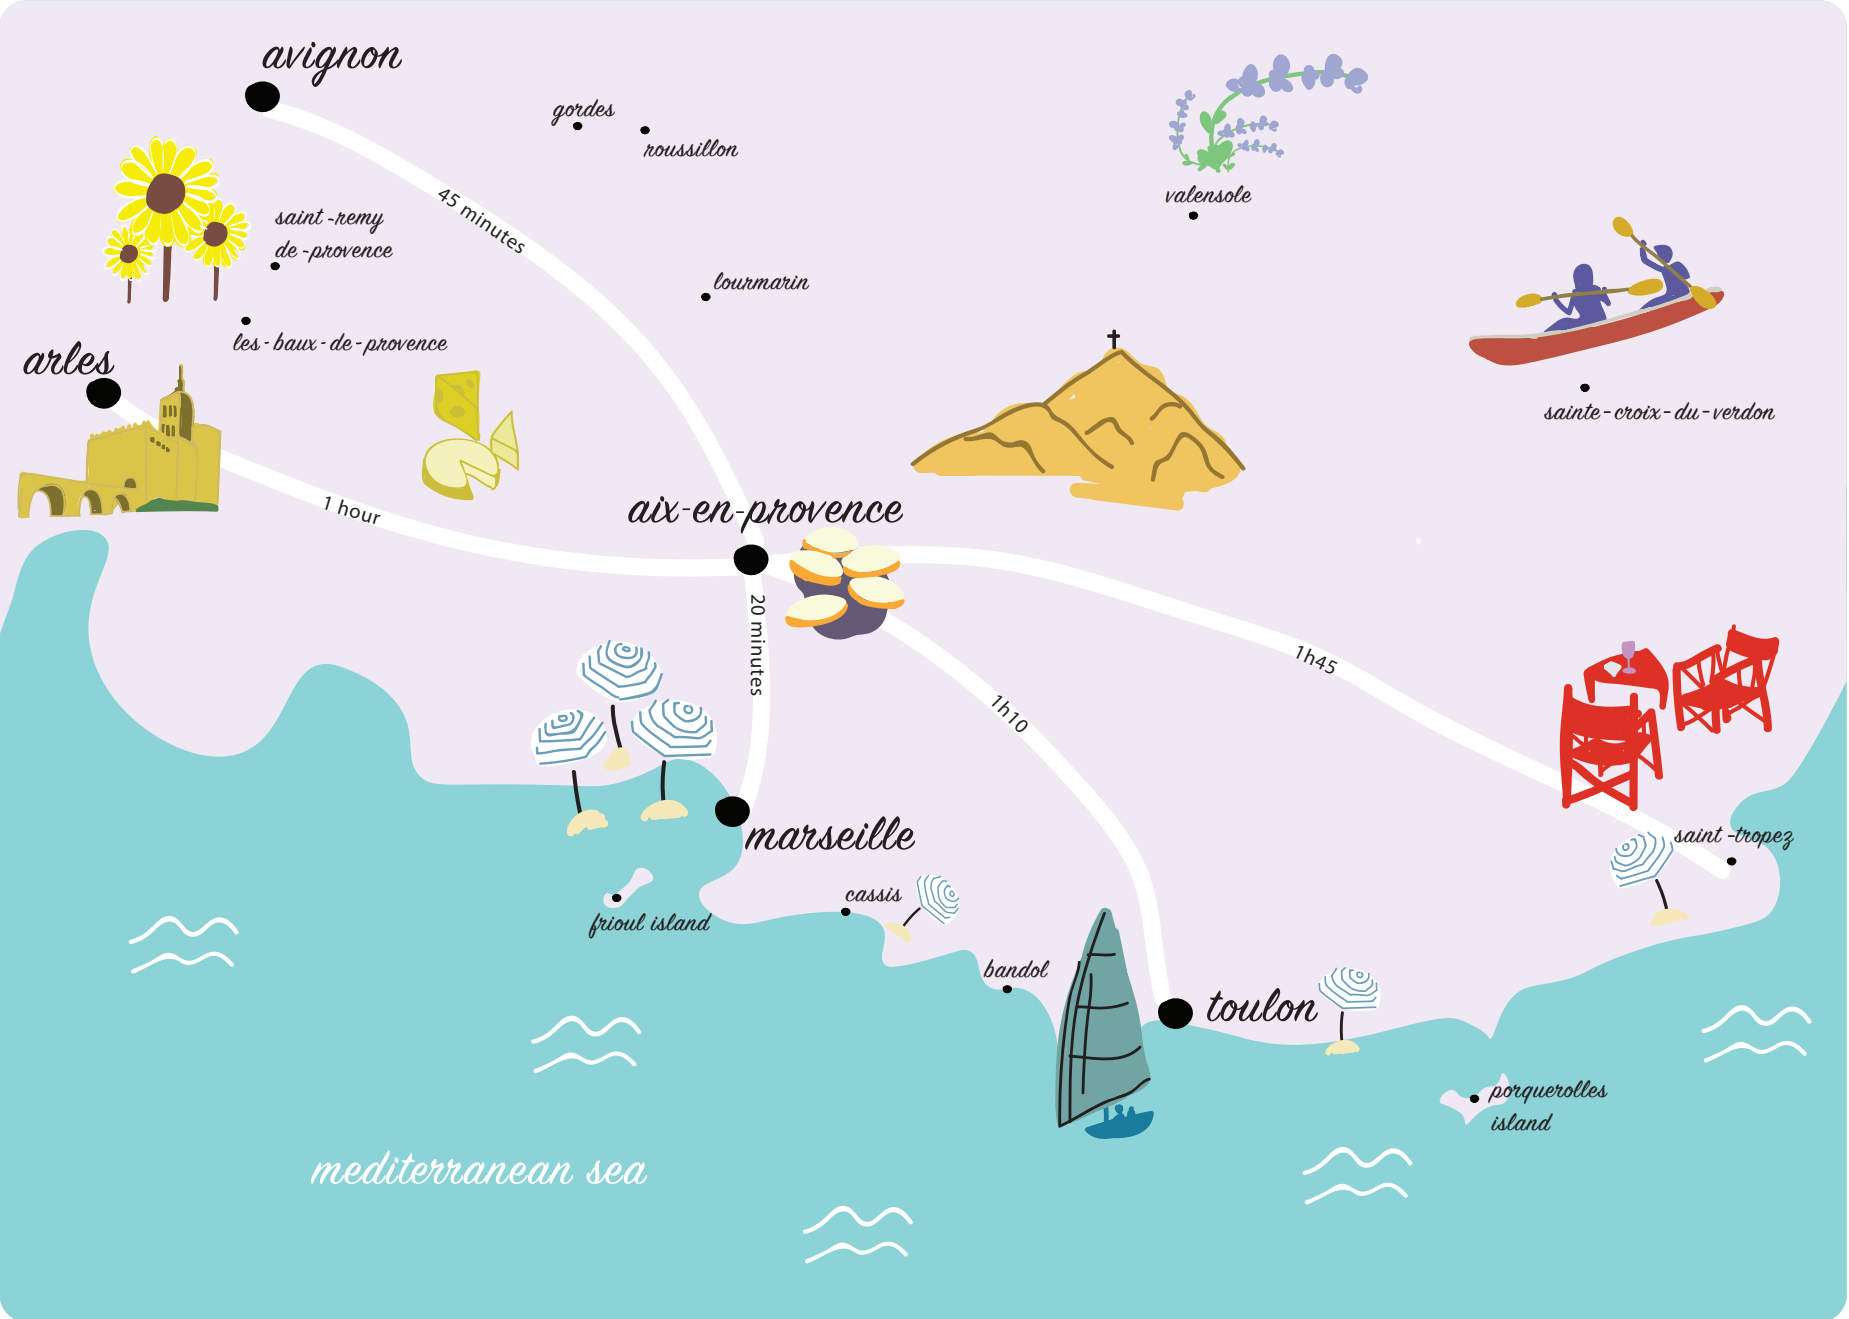 avignon
gordes
roussillon
valensole
45 minutes
saint-remy
de-provence
lourmarin
les-baux-de-provence
arles
sainte-croix-du-verdon
1 hour
aix-en-provence
20 minutes
1h45
1h10
marseille
saint-tropez
cassis
frioul island
bandol
toulon
porquerolles
island
mediterranean sea